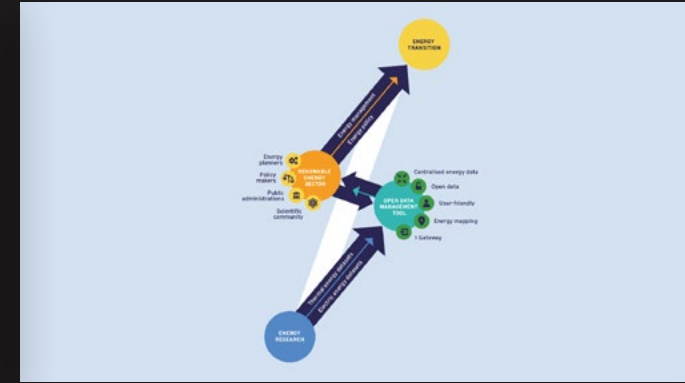 ENERGY
TRANSITION
Energy management
Energy policy
Energy
planners
Policy
makers
Public
administrations
Scientific
community
RENEWABLE
ENERGY
SECTOR
Centralised energy data
Open data
User-friendly
Energy mapping
1 Gateway
OPEN DATA
MANAGEMENT
TOOL
Thermal energy datasets
Electric energy datasets
ENERGY
RESEARCH